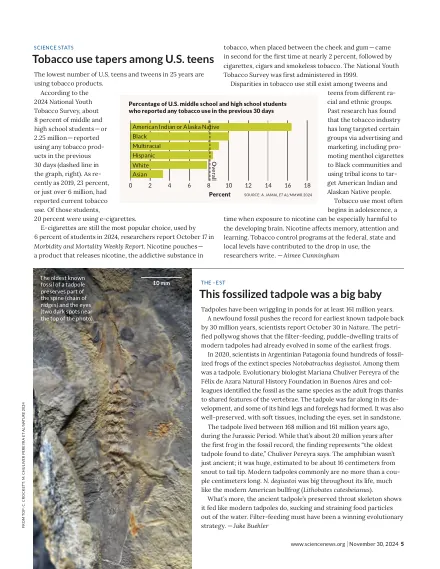 SCIENCE STATS
Tobacco use tapers among U.S. teens
The lowest number of U.S. teens and tweens in 25 years are
using tobacco products.
According to the
2024 National Youth
Tobacco Survey, about
8 percent of middle and
high school students — or
2.25 million — reported
using any tobacco prod-
ucts in the previous
30 days (dashed line in
the graph, right). As re-
cently as 2019, 23 percent,
or just over 6 million, had
reported current tobacco
use. Of those students,
20 percent were using e-cigarettes.
E-cigarettes are still the most popular choice, used by
6 percent of students in 2024, researchers report October 17 in
Morbidity and Mortality Weekly Report. Nicotine pouches —
a product that releases nicotine, the addictive substance in
tobacco, when placed between the cheek and gum — came
in second for the first time at nearly 2 percent, followed by
cigarettes, cigars and smokeless tobacco. The National Youth
Tobacco Survey was first administered in 1999.
Disparities in tobacco use still exist among tweens and
teens from different ra-
cial and ethnic groups.
Past research has found
that the tobacco industry
has long targeted certain
groups via advertising and
marketing, including pro-
moting menthol cigarettes
to Black communities and
using tribal icons to tar-
get American Indian and
Alaskan Native people.
Tobacco use most often
begins in adolescence, a
time when exposure to nicotine can be especially harmful to
the developing brain. Nicotine affects memory, attention and
learning. Tobacco control programs at the federal, state and
local levels have contributed to the drop in use, the
researchers write. — Aimee Cunningham
Percentage of U.S. middle school and high school students
who reported any tobacco use in the previous 30 days
American Indian or Alaska Native
Black
Multiracial
Hispanic
White
Asian
Overall
0 2 4 6 8 10 12 14 16 18
Percent
SOURCE: A. JAMAL ET AL/MMWR 2024
The oldest known
fossil of a tadpole
preserves part of
the spine (chain of
ridges) and the eyes
(two dark spots near
the top of the photo).
10 mm
THE -EST
This fossilized tadpole was a big baby
Tadpoles have been wriggling in ponds for at least 161 million years.
A newfound fossil pushes the record for earliest known tadpole back
by 30 million years, scientists report October 30 in Nature. The petri-
fied pollywog shows that the filter-feeding, puddle-dwelling traits of
modern tadpoles had already evolved in some of the earliest frogs.
In 2020, scientists in Argentinian Patagonia found hundreds of fossil-
ized frogs of the extinct species Notobatrachus degiustoi. Among them
was a tadpole. Evolutionary biologist Mariana Chuliver Pereyra of the
Félix de Azara Natural History Foundation in Buenos Aires and col-
leagues identified the fossil as the same species as the adult frogs thanks
to shared features of the vertebrae. The tadpole was far along in its de-
velopment, and some of its hind legs and forelegs had formed. It was also
well-preserved, with soft tissues, including the eyes, set in sandstone.
The tadpole lived between 168 million and 161 million years ago,
during the Jurassic Period. While that's about 20 million years after
the first frog in the fossil record, the finding represents "the oldest
tadpole found to date," Chuliver Pereyra says. The amphibian wasn't
just ancient; it was huge, estimated to be about 16 centimeters from
snout to tail tip. Modern tadpoles commonly are no more than a cou-
ple centimeters long. N. degiustoi was big throughout its life, much
like the modern American bullfrog (Lithobates catesbeianus).
What's more, the ancient tadpole's preserved throat skeleton shows
it fed like modern tadpoles do, sucking and straining food particles
out of the water. Filter-feeding must have been a winning evolutionary
strategy. — Jake Buehler
www.sciencenews.org | November 30, 2024 5